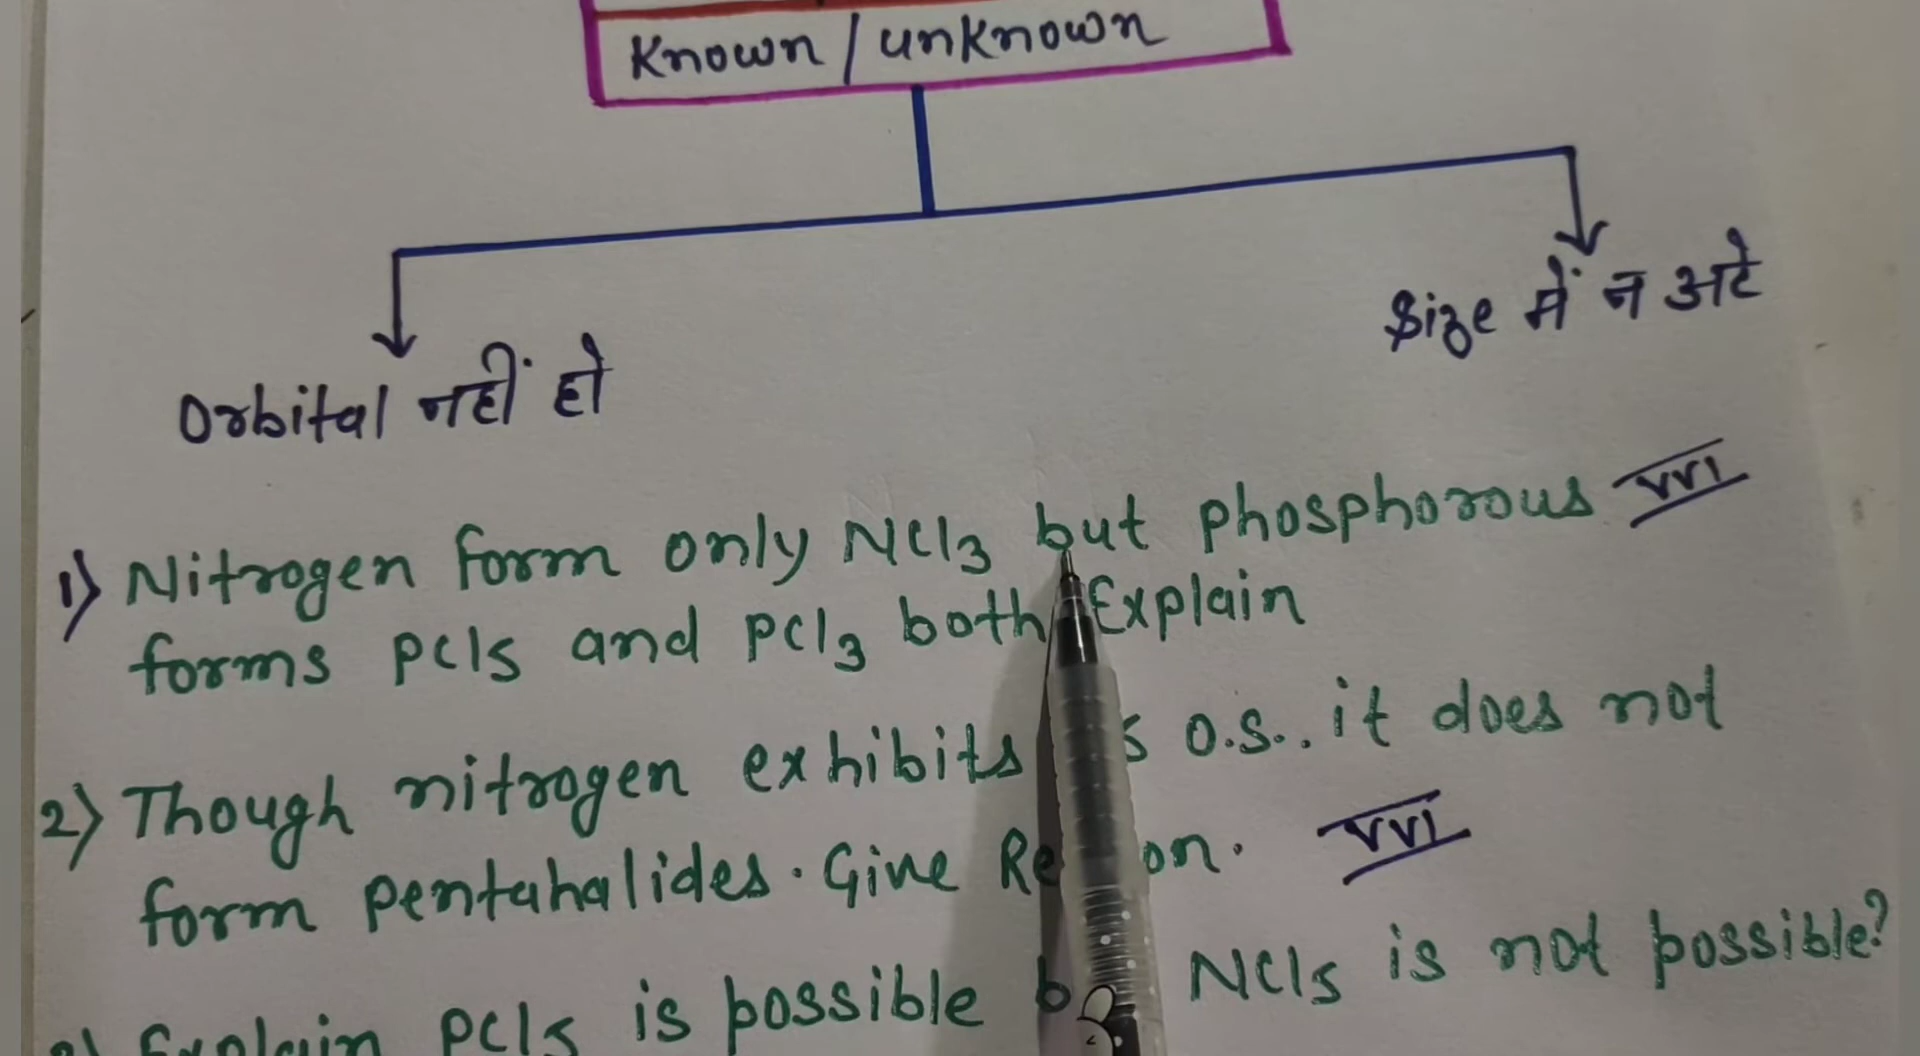 Known / unknown
Size में न अटे
Orbital नहीं हो
1) Nitrogen form only NCl3 but phosphorous VVI
forms PCl5 and PCl3 both Explain
2) Though nitrogen exhibits 5 O.S.. it does not
form pentahalides. Give Re on. VVI
Explain PCl5 is possible b NCl5 is not possible?